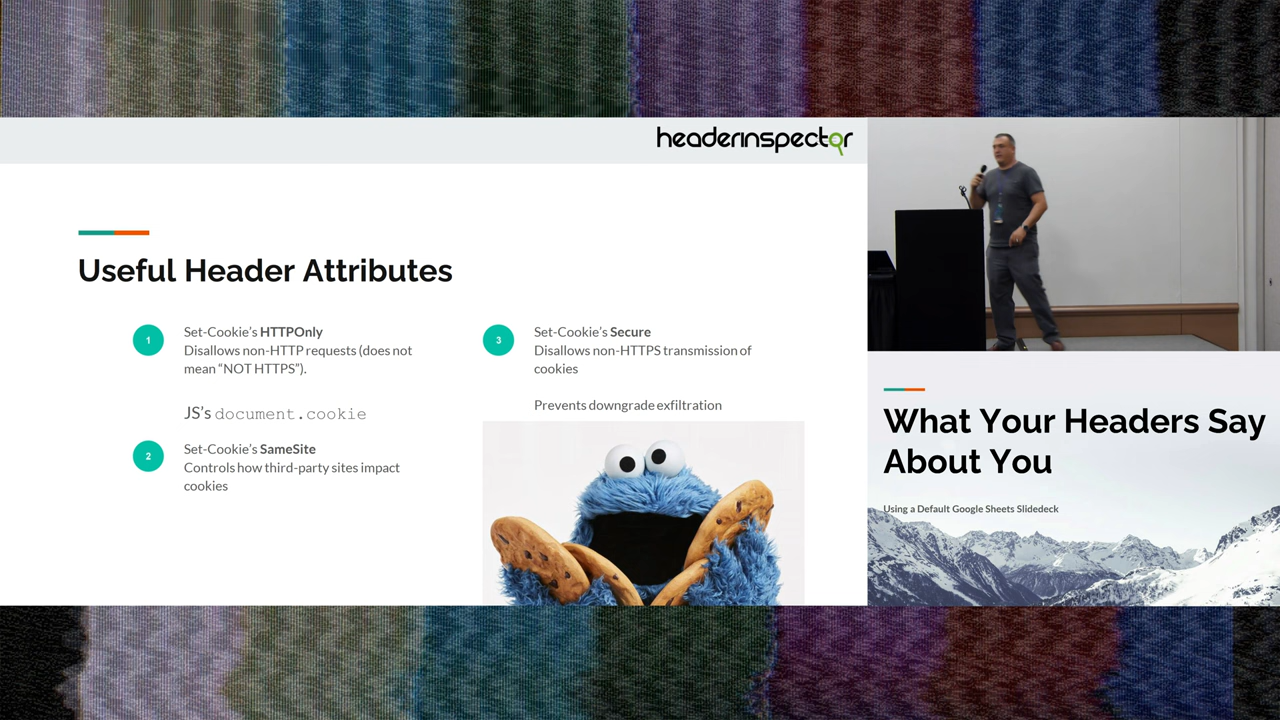 headerinspector
Useful Header Attributes
1
Set-Cookie's HTTPOnly
Disallows non-HTTP requests (does not
mean “NOT HTTPS”).
JS's document.cookie
2
Set-Cookie's SameSite
Controls how third-party sites impact
cookies
3
Set-Cookie's Secure
Disallows non-HTTPS transmission of
cookies
Prevents downgrade exfiltration
What Your Headers Say
About You
Using a Default Google Sheets Slidedeck